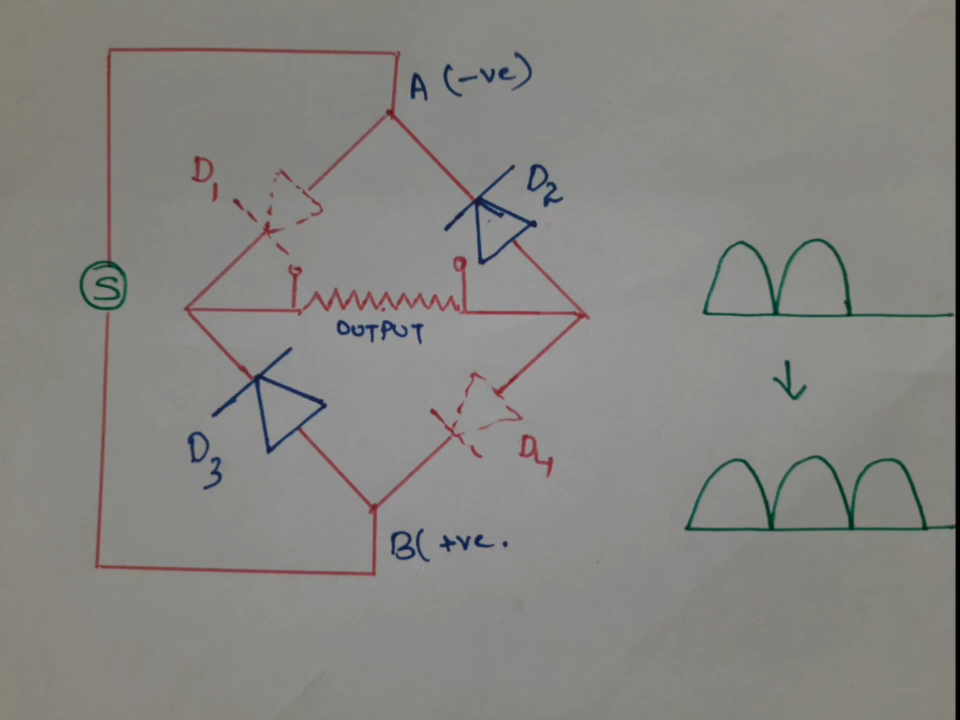 A (-ve)
D1
D2
S
OUTPUT
D3
D4
B( +ve.